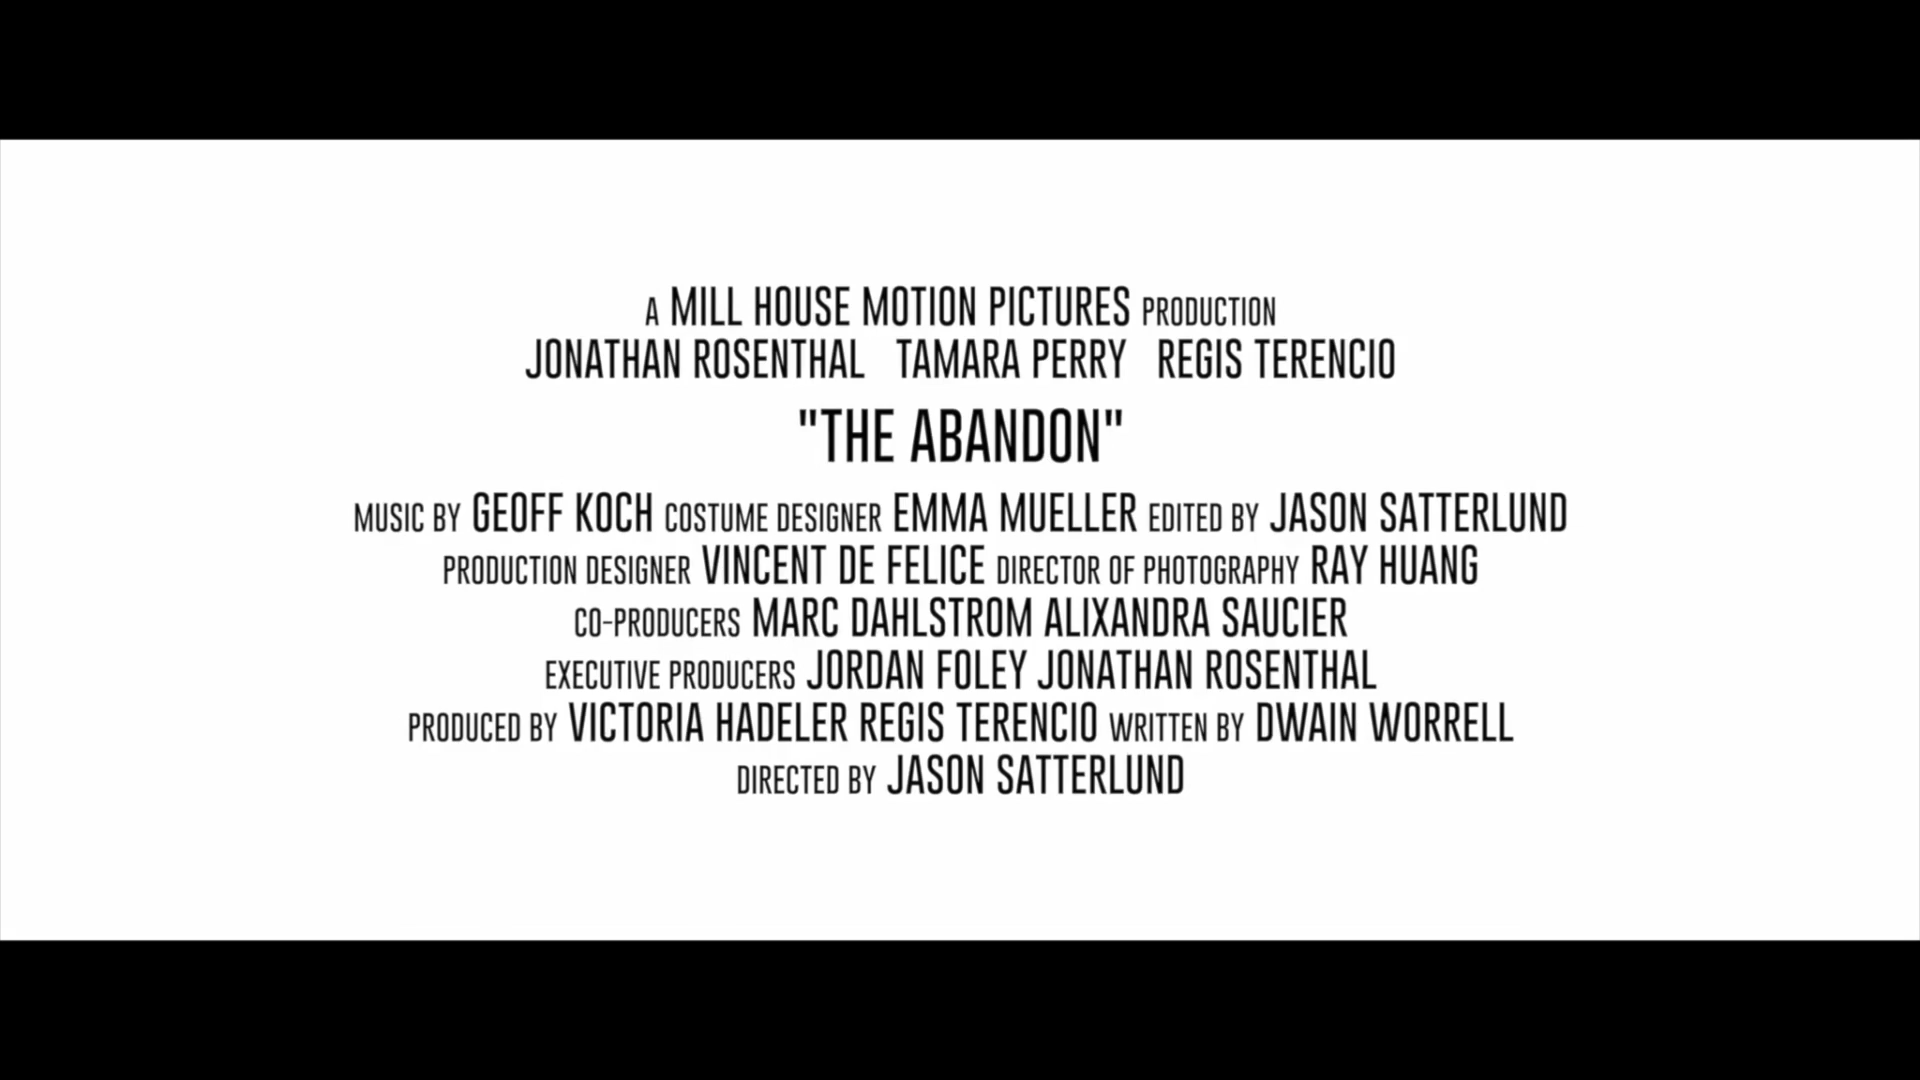 A MILL HOUSE MOTION PICTURES PRODUCTION
JONATHAN ROSENTHAL TAMARA PERRY REGIS TERENCIO
"THE ABANDON"
MUSIC BY GEOFF KOCH COSTUME DESIGNER EMMA MUELLER EDITED BY JASON SATTERLUND
PRODUCTION DESIGNER VINCENT DE FELICE DIRECTOR OF PHOTOGRAPHY RAY HUANG
CO-PRODUCERS MARC DAHLSTROM ALIXANDRA SAUCIER
EXECUTIVE PRODUCERS JORDAN FOLEY JONATHAN ROSENTHAL
PRODUCED BY VICTORIA HADELER REGIS TERENCIO WRITTEN BY DWAIN WORRELL
DIRECTED BY JASON SATTERLUND